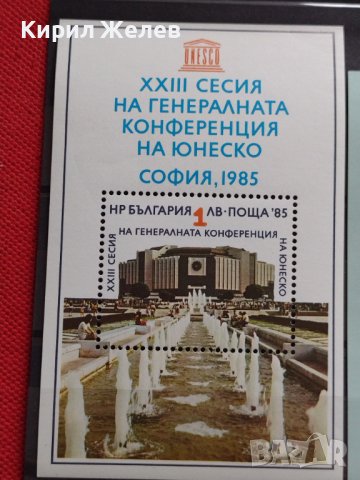 Кирил Желев
UNESCO
XXIII СЕСИЯ
НА ГЕНЕРАЛНАТА
КОНФЕРЕНЦИЯ
НА ЮНЕСКО
СОФИЯ, 1985
НР БЪЛГАРИЯ 1 ЛВ·ПОЩА '85
НА ГЕНЕРАЛНАТА КОНФЕРЕНЦИЯ
XXIII СЕСИЯ
НА ЮНЕСКО
BAZAR